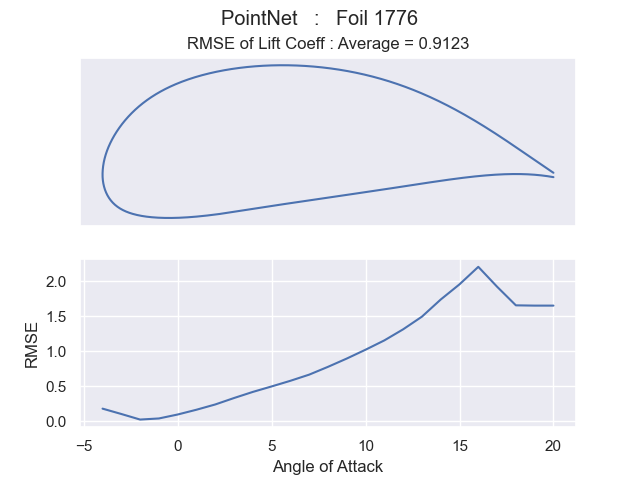 PointNet : Foil 1776
RMSE of Lift Coeff : Average = 0.9123
2.0
1.5
1.0
0.5
0.0
RMSE
−5 0 5 10 15 20
Angle of Attack